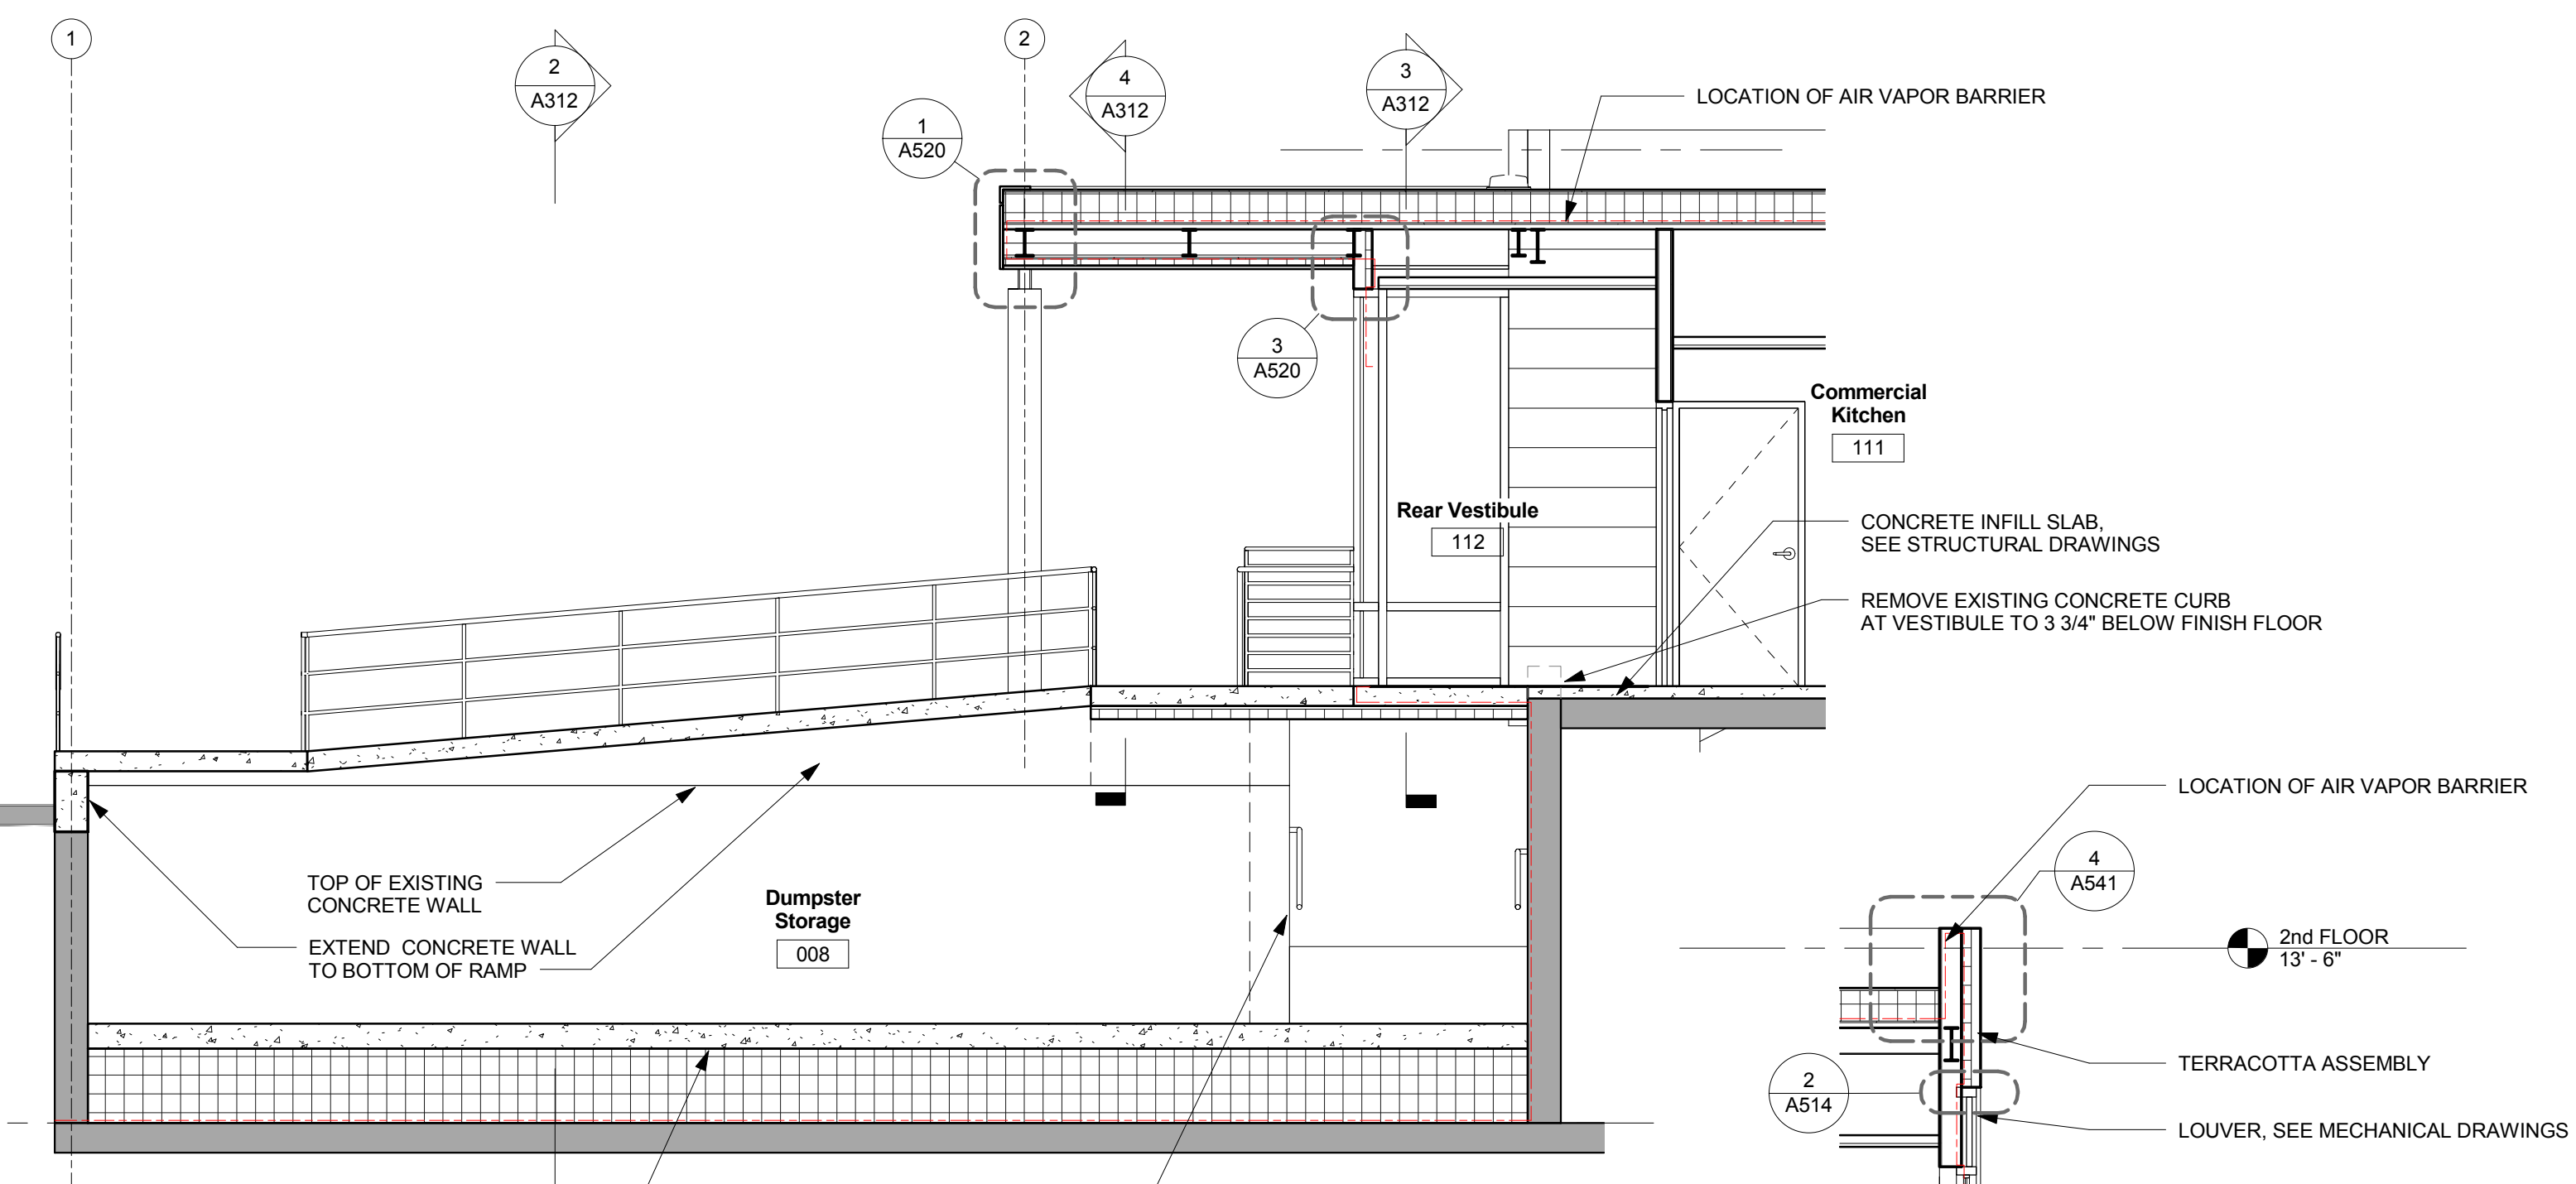 1
2
2
A312
4
A312
3
A312
1
A520
LOCATION OF AIR VAPOR BARRIER
3
A520
Commercial
Kitchen
111
Rear Vestibule
112
CONCRETE INFILL SLAB,
SEE STRUCTURAL DRAWINGS
REMOVE EXISTING CONCRETE CURB
AT VESTIBULE TO 3 3/4" BELOW FINISH FLOOR
TOP OF EXISTING
CONCRETE WALL
EXTEND CONCRETE WALL
TO BOTTOM OF RAMP
Dumpster
Storage
008
LOCATION OF AIR VAPOR BARRIER
4
A541
2nd FLOOR
13' - 6"
TERRACOTTA ASSEMBLY
2
A514
LOUVER, SEE MECHANICAL DRAWINGS